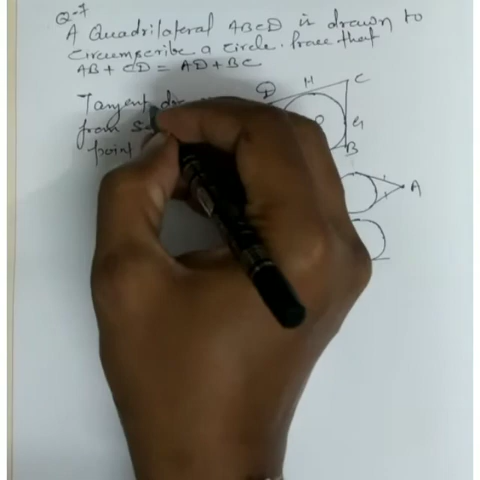 Q-7
A Quadrilateral ABCD is drawn to
Circumscribe a Circle. Prove that
AB + CD = AD + BC
Tangent
from
point
D
H
C
O
G
B
A